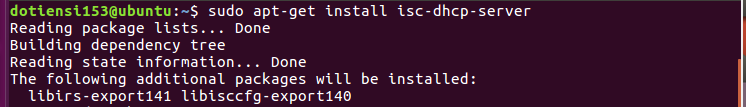 dotiensi153@ubuntu:~$ sudo apt-get install isc-dhcp-server
Reading package lists... Done
Building dependency tree
Reading state information... Done
The following additional packages will be installed:
  libirs-export141 libisccfg-export140